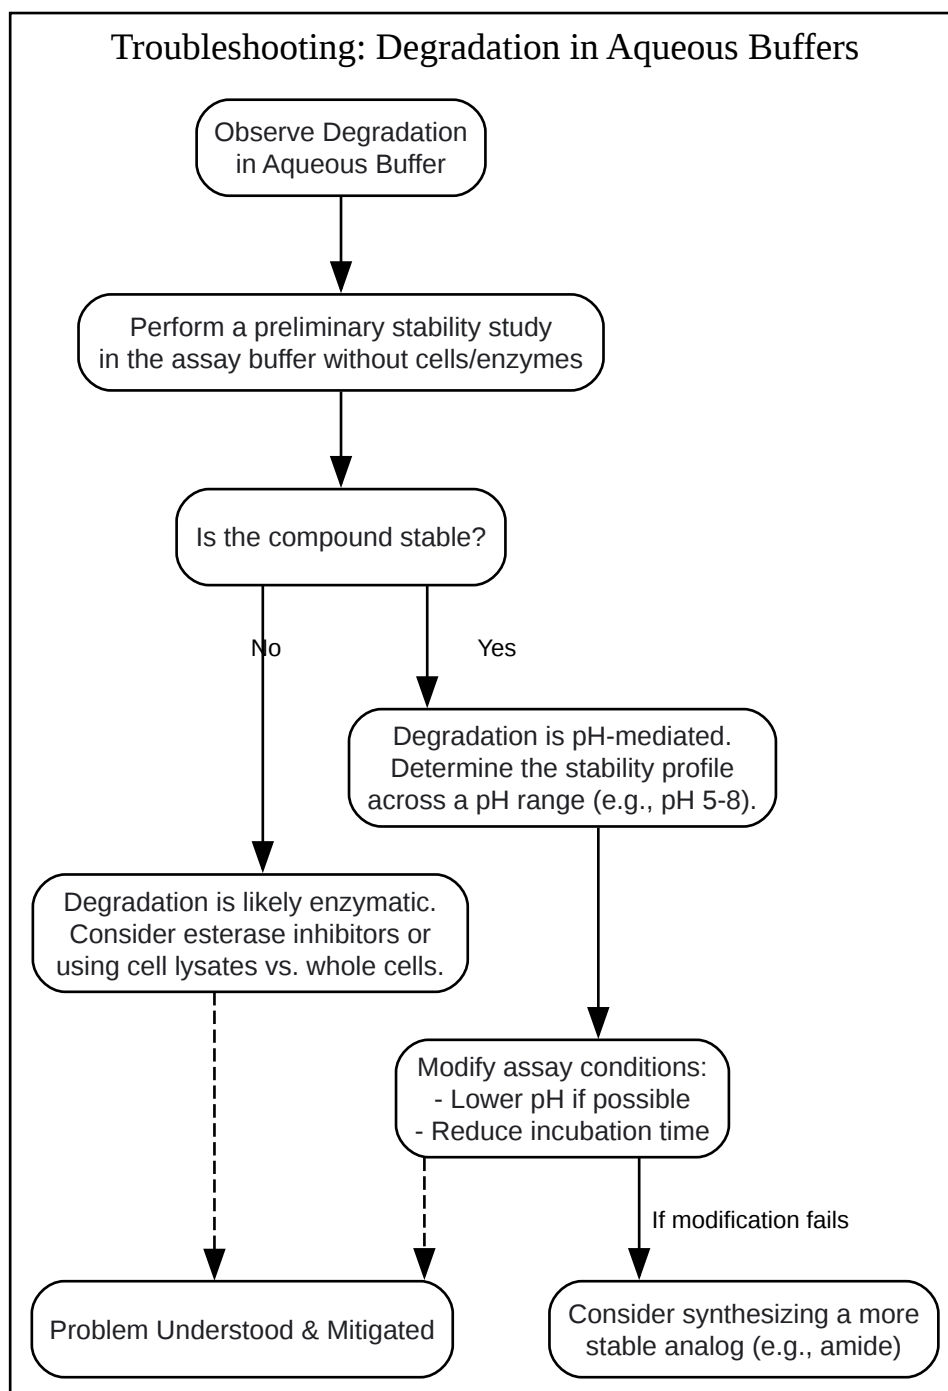 Troubleshooting: Degradation in Aqueous Buffers
Observe Degradation
in Aqueous Buffer
Perform a preliminary stability study
in the assay buffer without cells/enzymes
Is the compound stable?
No
Yes
Degradation is pH-mediated.
Determine the stability profile
across a pH range (e.g., pH 5-8).
Degradation is likely enzymatic.
Consider esterase inhibitors or
using cell lysates vs. whole cells.
Modify assay conditions:
- Lower pH if possible
- Reduce incubation time
If modification fails
Problem Understood & Mitigated
Consider synthesizing a more
stable analog (e.g., amide)